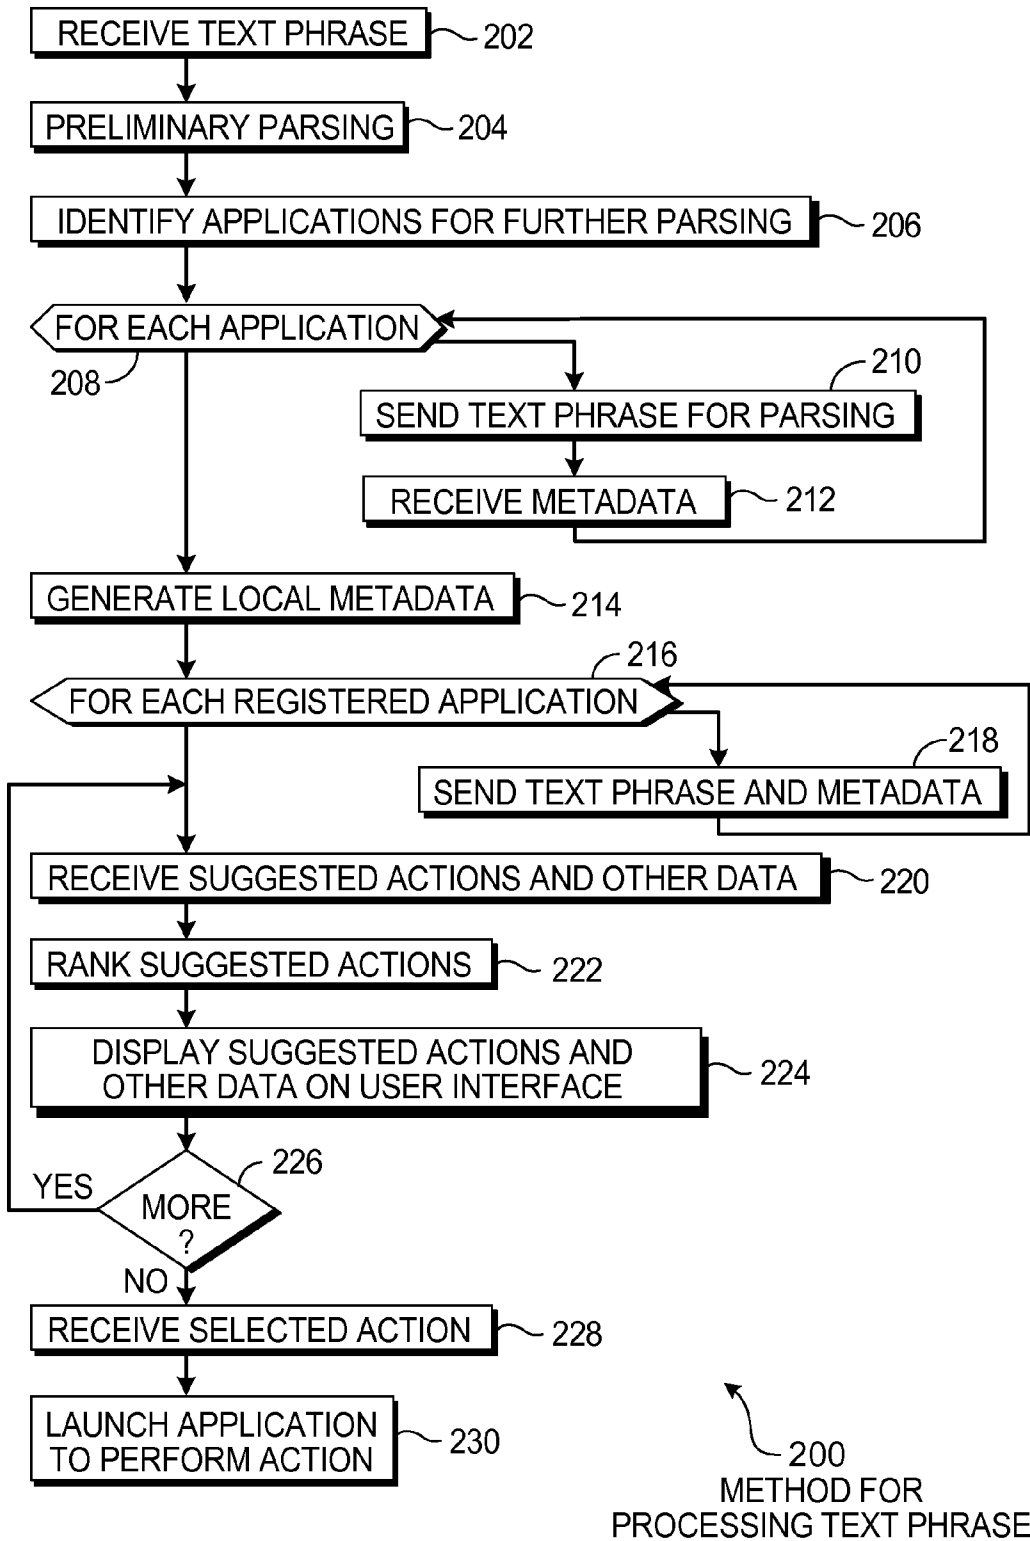 RECEIVE TEXT PHRASE
202
PRELIMINARY PARSING
204
IDENTIFY APPLICATIONS FOR FURTHER PARSING
206
FOR EACH APPLICATION
208
210
SEND TEXT PHRASE FOR PARSING
RECEIVE METADATA
212
GENERATE LOCAL METADATA
214
216
FOR EACH REGISTERED APPLICATION
218
SEND TEXT PHRASE AND METADATA
RECEIVE SUGGESTED ACTIONS AND OTHER DATA
220
RANK SUGGESTED ACTIONS
222
DISPLAY SUGGESTED ACTIONS AND
OTHER DATA ON USER INTERFACE
224
226
YES
MORE
?
NO
RECEIVE SELECTED ACTION
228
LAUNCH APPLICATION
TO PERFORM ACTION
230
200
METHOD FOR
PROCESSING TEXT PHRASE